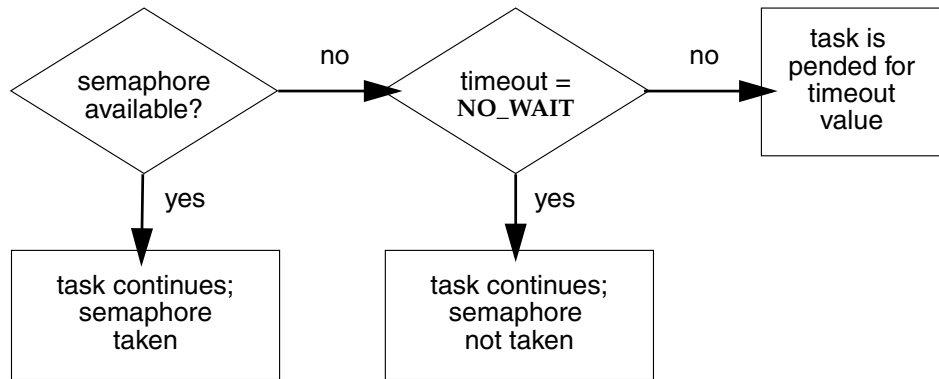 semaphore
available?
no
timeout =
NO_WAIT
no
task is
pended for
timeout
value
yes
yes
task continues;
semaphore
taken
task continues;
semaphore
not taken